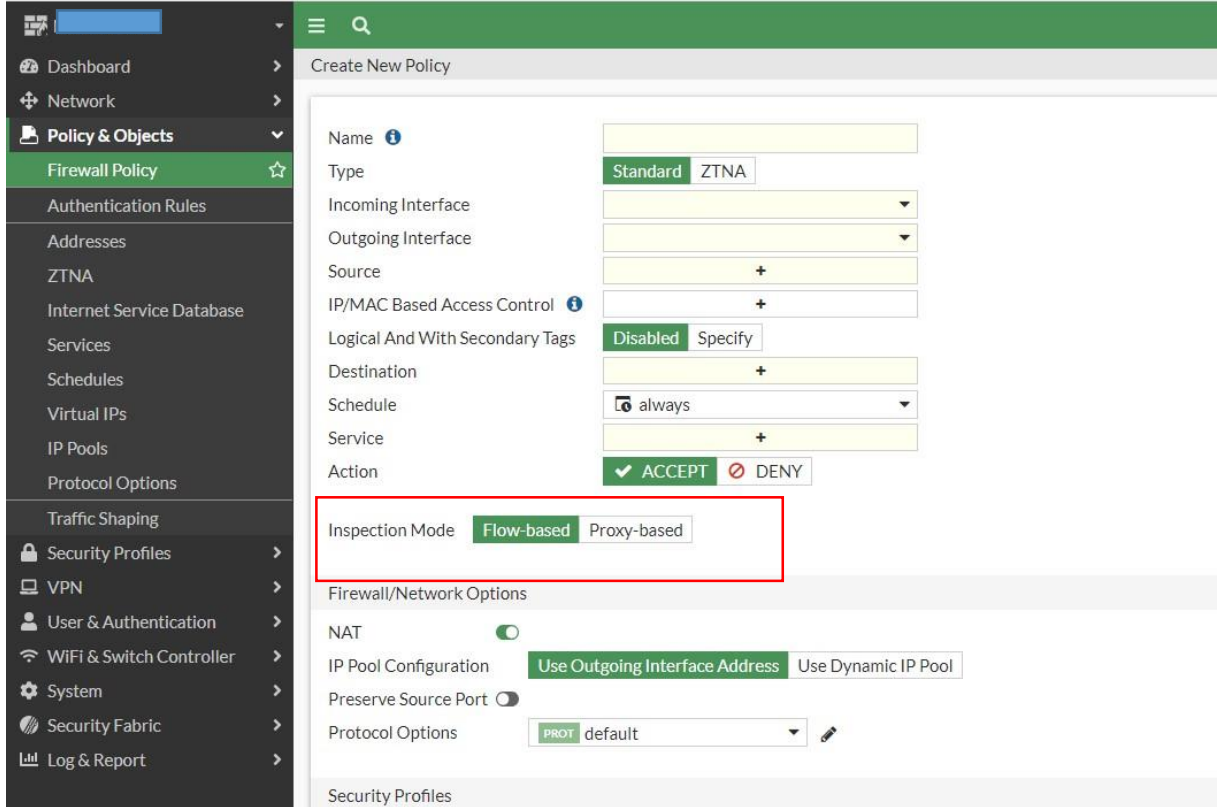 Create New Policy
Dashboard
Network
Policy & Objects
Firewall Policy
Authentication Rules
Addresses
ZTNA
Internet Service Database
Services
Schedules
Virtual IPs
IP Pools
Protocol Options
Traffic Shaping
Security Profiles
VPN
User & Authentication
WiFi & Switch Controller
System
Security Fabric
Log & Report
Name
Type Standard ZTNA
Incoming Interface
Outgoing Interface
Source +
IP/MAC Based Access Control +
Logical And With Secondary Tags Disabled Specify
Destination +
Schedule always
Service +
Action ACCEPT DENY
Inspection Mode Flow-based Proxy-based
Firewall/Network Options
NAT
IP Pool Configuration Use Outgoing Interface Address Use Dynamic IP Pool
Preserve Source Port
Protocol Options PROT default
Security Profiles